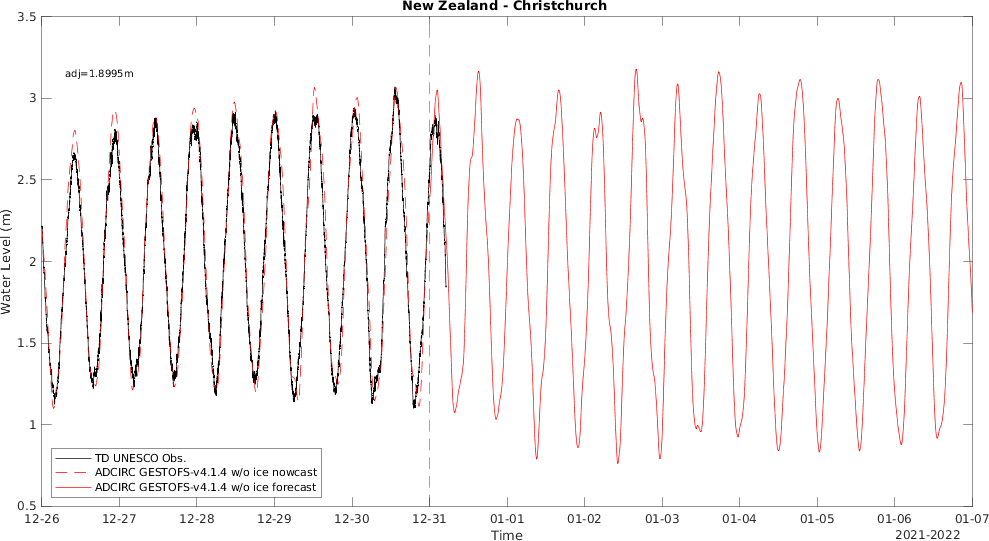 New Zealand - Christchurch
3.5
3
2.5
2
1.5
1
0.5
Water Level (m)
adj=1.8995m
TD UNESCO Obs.
ADCIRC GESTOFS-v4.1.4 w/o ice nowcast
ADCIRC GESTOFS-v4.1.4 w/o ice forecast
12-26 12-27 12-28 12-29 12-30 12-31 01-01 01-02 01-03 01-04 01-05 01-06 01-07
Time
2021-2022